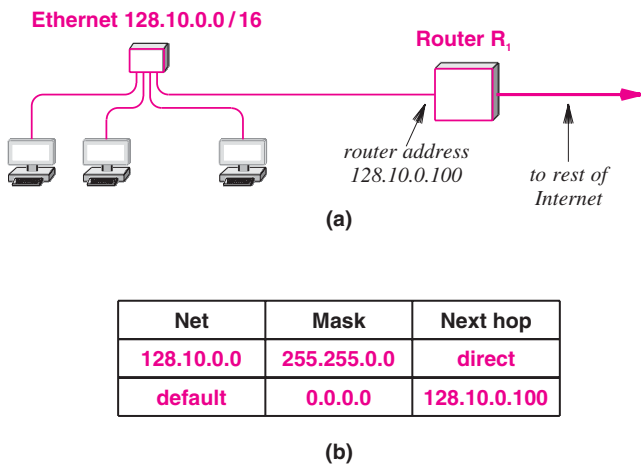 Ethernet 128.10.0.0 / 16
Router R1
router address
128.10.0.100
to rest of
Internet
(a)
Net Mask Next hop
128.10.0.0 255.255.0.0 direct
default 0.0.0.0 128.10.0.100
(b)